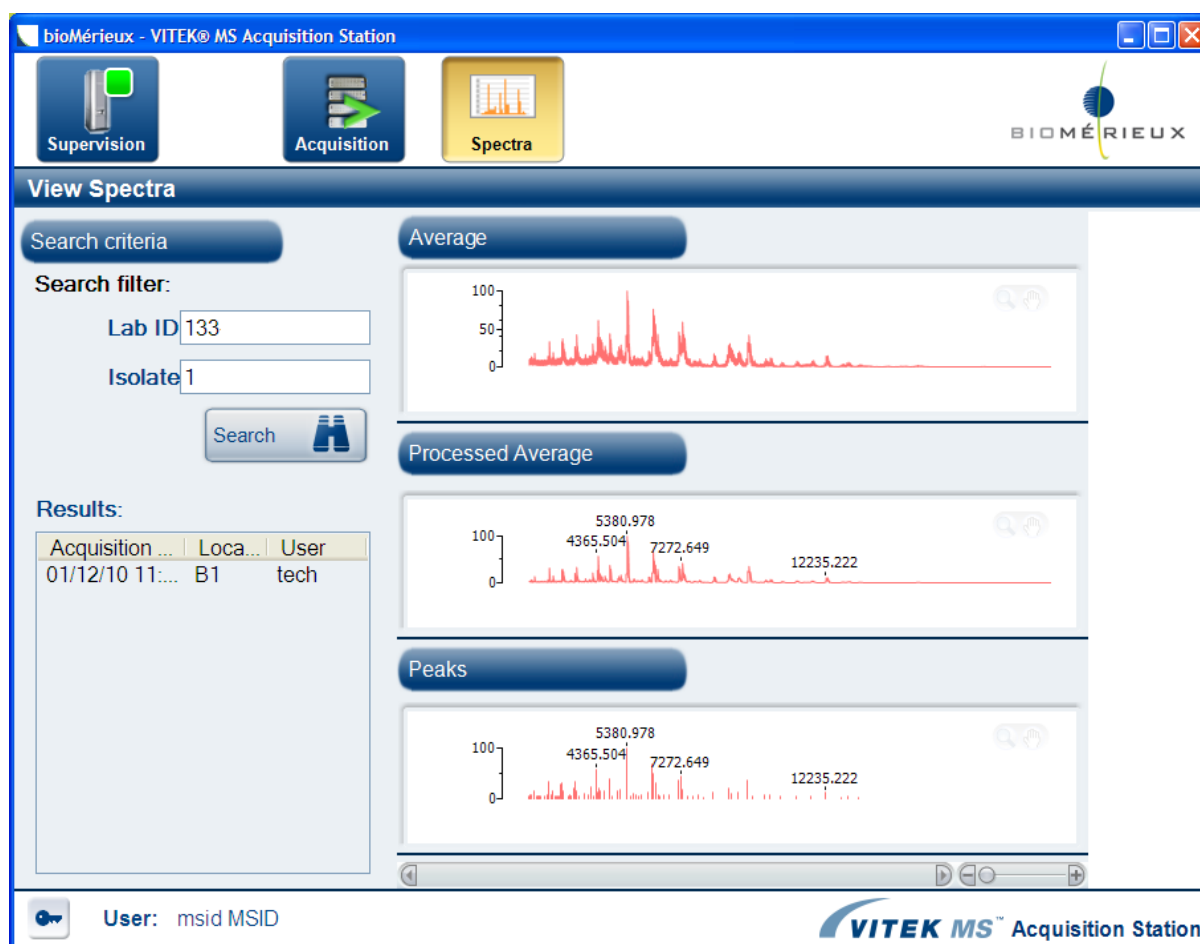 bioMérieux - VITEK® MS Acquisition Station
Supervision
Acquisition
Spectra
BIOMÉRIEUX
View Spectra
Search criteria
Search filter:
Lab ID 133
Isolate 1
Search
Results:
Acquisition ... Loca... User
01/12/10 11:... B1 tech
Average
100
50
0
Processed Average
5380.978
100
4365.504
7272.649
12235.222
0
Peaks
5380.978
100
4365.504
7272.649
12235.222
0
User: msid MSID
VITEK MS™ Acquisition Station